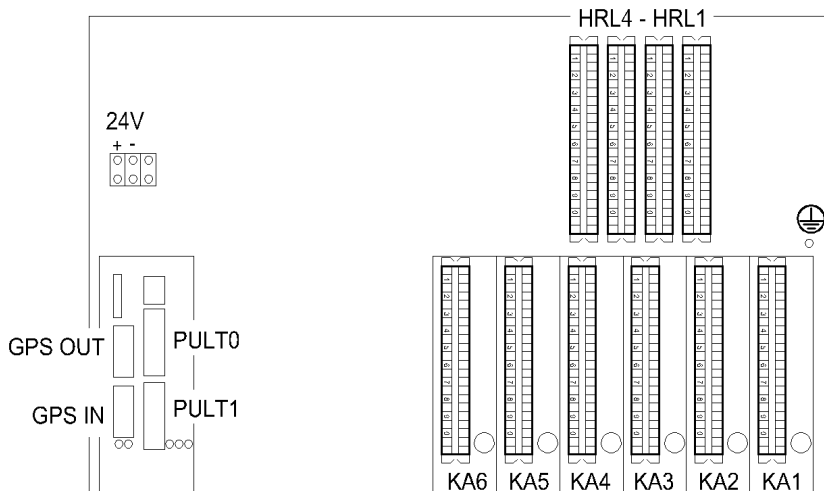 HRL4 - HRL1
24V
+ -
GPS OUT
PULT0
GPS IN
PULT1
KA6 KA5 KA4 KA3 KA2 KA1